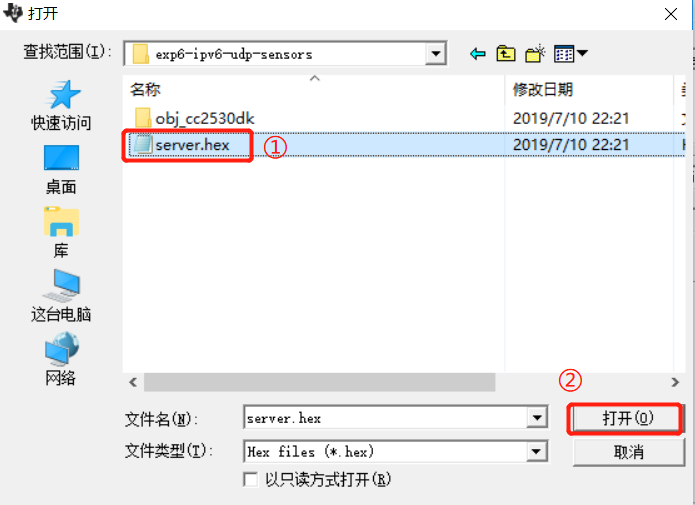 打开
查找范围(I): exp6-ipv6-udp-sensors
名称 修改日期
obj_cc2530dk 2019/7/10 22:21
server.hex ① 2019/7/10 22:21
快速访问
桌面
库
这台电脑
网络
②
文件名(N): server.hex 打开(O)
文件类型(T): Hex files (*.hex) 取消
以只读方式打开(R)